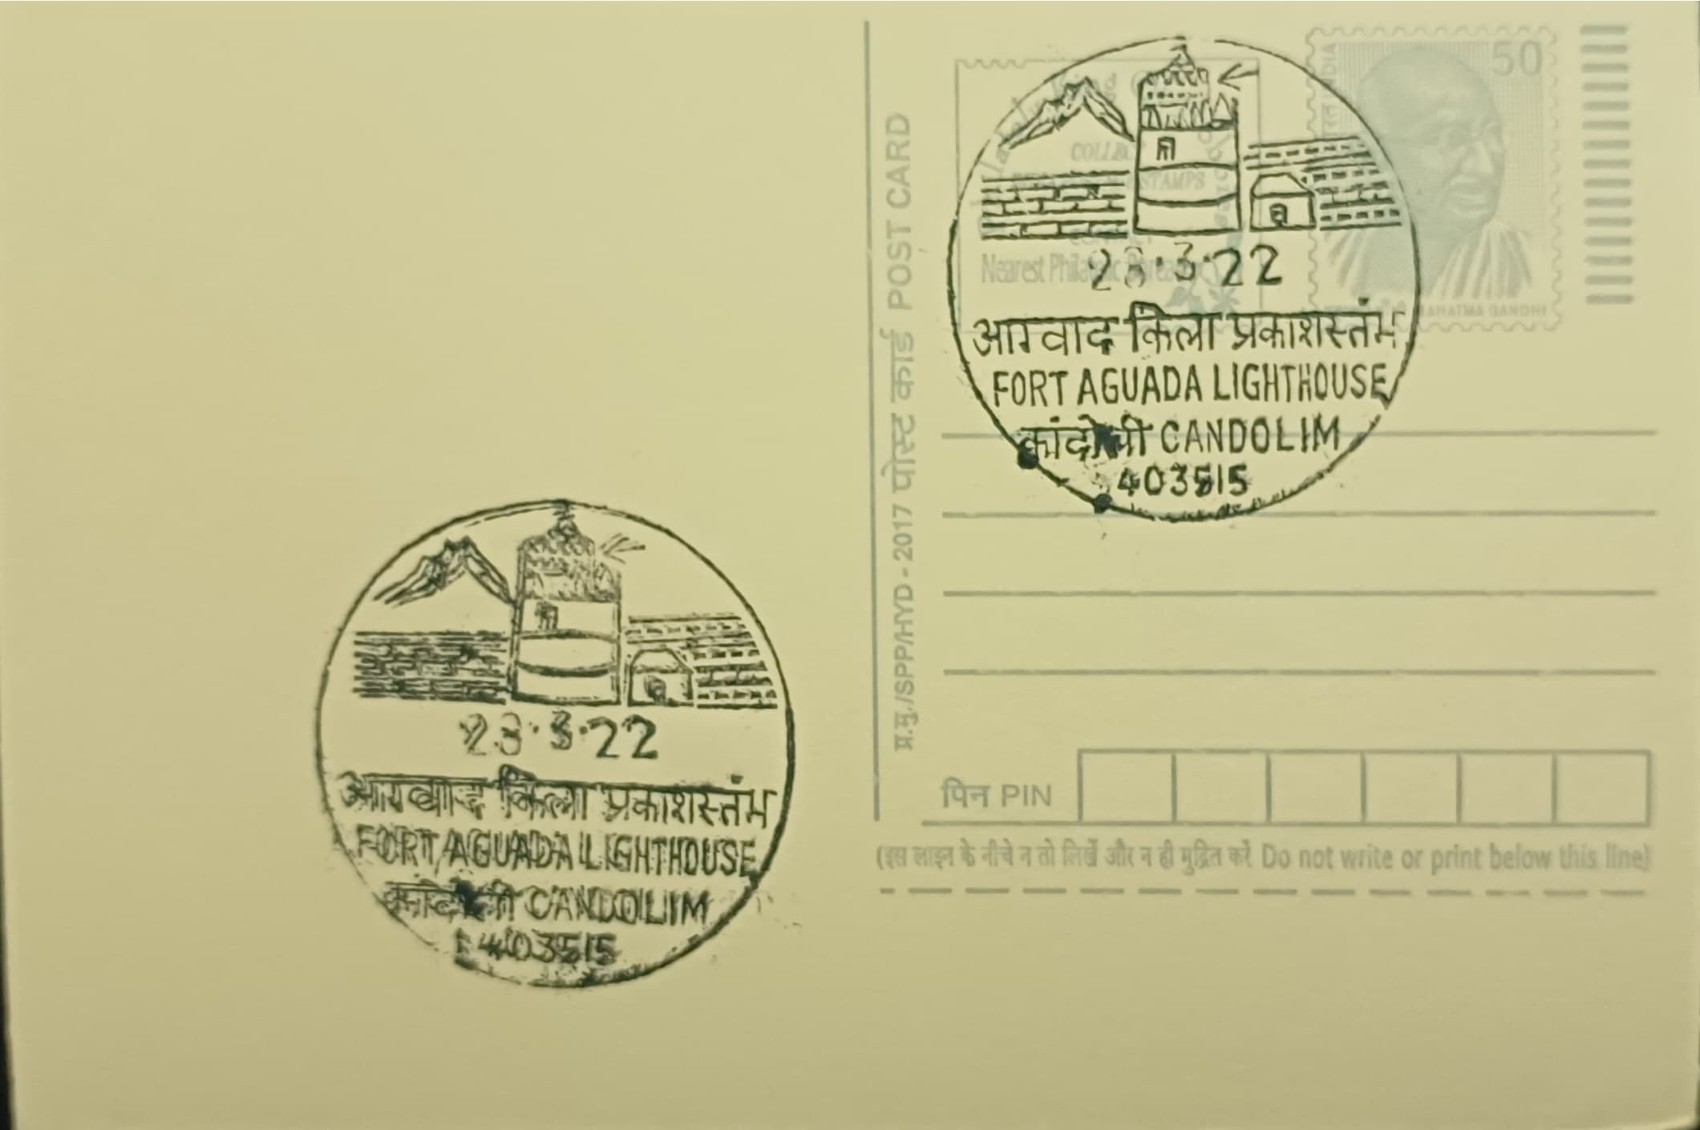 23.3.22
आग्वाद किला प्रकाशस्तंभ
FORT AGUADA LIGHTHOUSE
CANDOLIM
403515
प्र.मु./SPP/HYD - 2017 पोस्ट कार्ड POST CARD
50
भारत INDIA
COLLECT
STAMPS
Nearest Philatelic Bureau
MAHATMA GANDHI
23.3.22
आग्वाद किला प्रकाशस्तंभ
FORT AGUADA LIGHTHOUSE
कांदोळी CANDOLIM
403515
पिन PIN
(इस लाइन के नीचे न तो लिखें और न ही मुद्रित करें Do not write or print below this line)